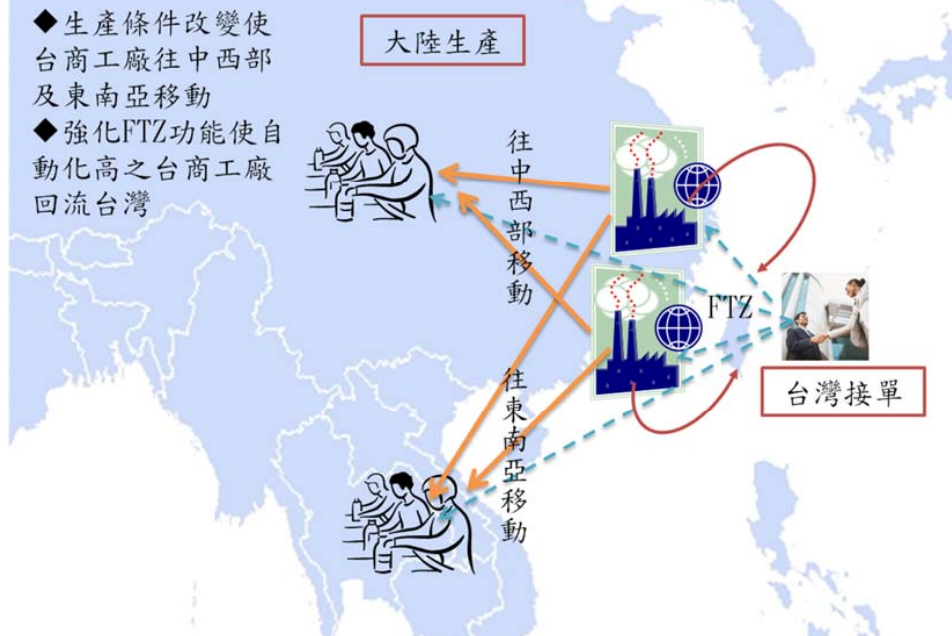 ◆生產條件改變使
台商工廠往中西部
及東南亞移動
◆強化FTZ功能使自
動化高之台商工廠
回流台灣
大陸生產
往中西部移動
FTZ
台灣接單
往東南亞移動